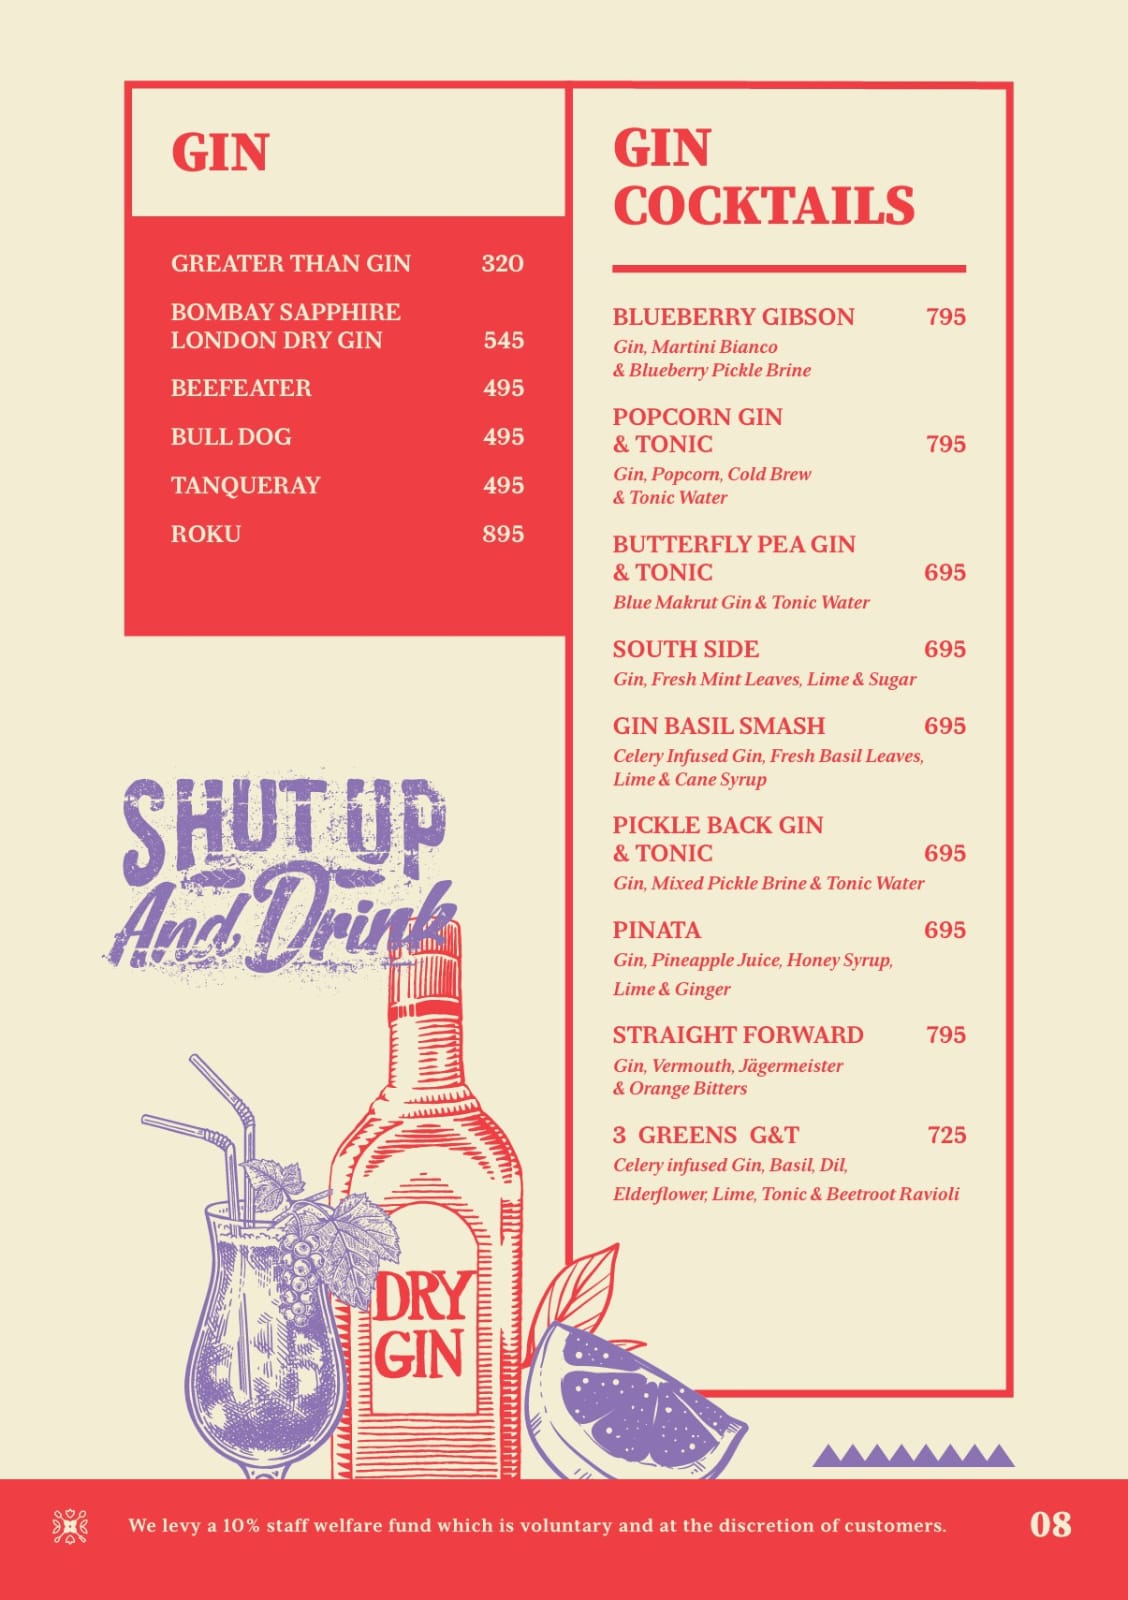 GIN
GREATER THAN GIN 320
BOMBAY SAPPHIRE
LONDON DRY GIN 545
BEEFEATER 495
BULL DOG 495
TANQUERAY 495
ROKU 895
SHUT UP
And Drink
DRY
GIN
GIN
COCKTAILS
BLUEBERRY GIBSON 795
Gin, Martini Bianco
& Blueberry Pickle Brine
POPCORN GIN
& TONIC 795
Gin, Popcorn, Cold Brew
& Tonic Water
BUTTERFLY PEA GIN
& TONIC 695
Blue Makrut Gin & Tonic Water
SOUTH SIDE 695
Gin, Fresh Mint Leaves, Lime & Sugar
GIN BASIL SMASH 695
Celery Infused Gin, Fresh Basil Leaves,
Lime & Cane Syrup
PICKLE BACK GIN
& TONIC 695
Gin, Mixed Pickle Brine & Tonic Water
PINATA 695
Gin, Pineapple Juice, Honey Syrup,
Lime & Ginger
STRAIGHT FORWARD 795
Gin, Vermouth, Jägermeister
& Orange Bitters
3 GREENS G&T 725
Celery infused Gin, Basil, Dil,
Elderflower, Lime, Tonic & Beetroot Ravioli
We levy a 10% staff welfare fund which is voluntary and at the discretion of customers.
08